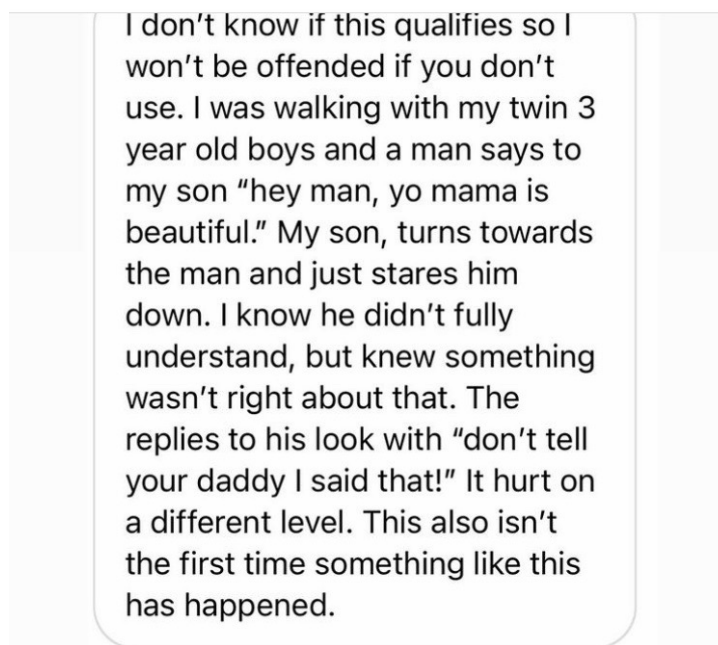 I don't know if this qualifies so I
won't be offended if you don't
use. I was walking with my twin 3
year old boys and a man says to
my son “hey man, yo mama is
beautiful.” My son, turns towards
the man and just stares him
down. I know he didn't fully
understand, but knew something
wasn't right about that. The
replies to his look with “don't tell
your daddy I said that!” It hurt on
a different level. This also isn't
the first time something like this
has happened.